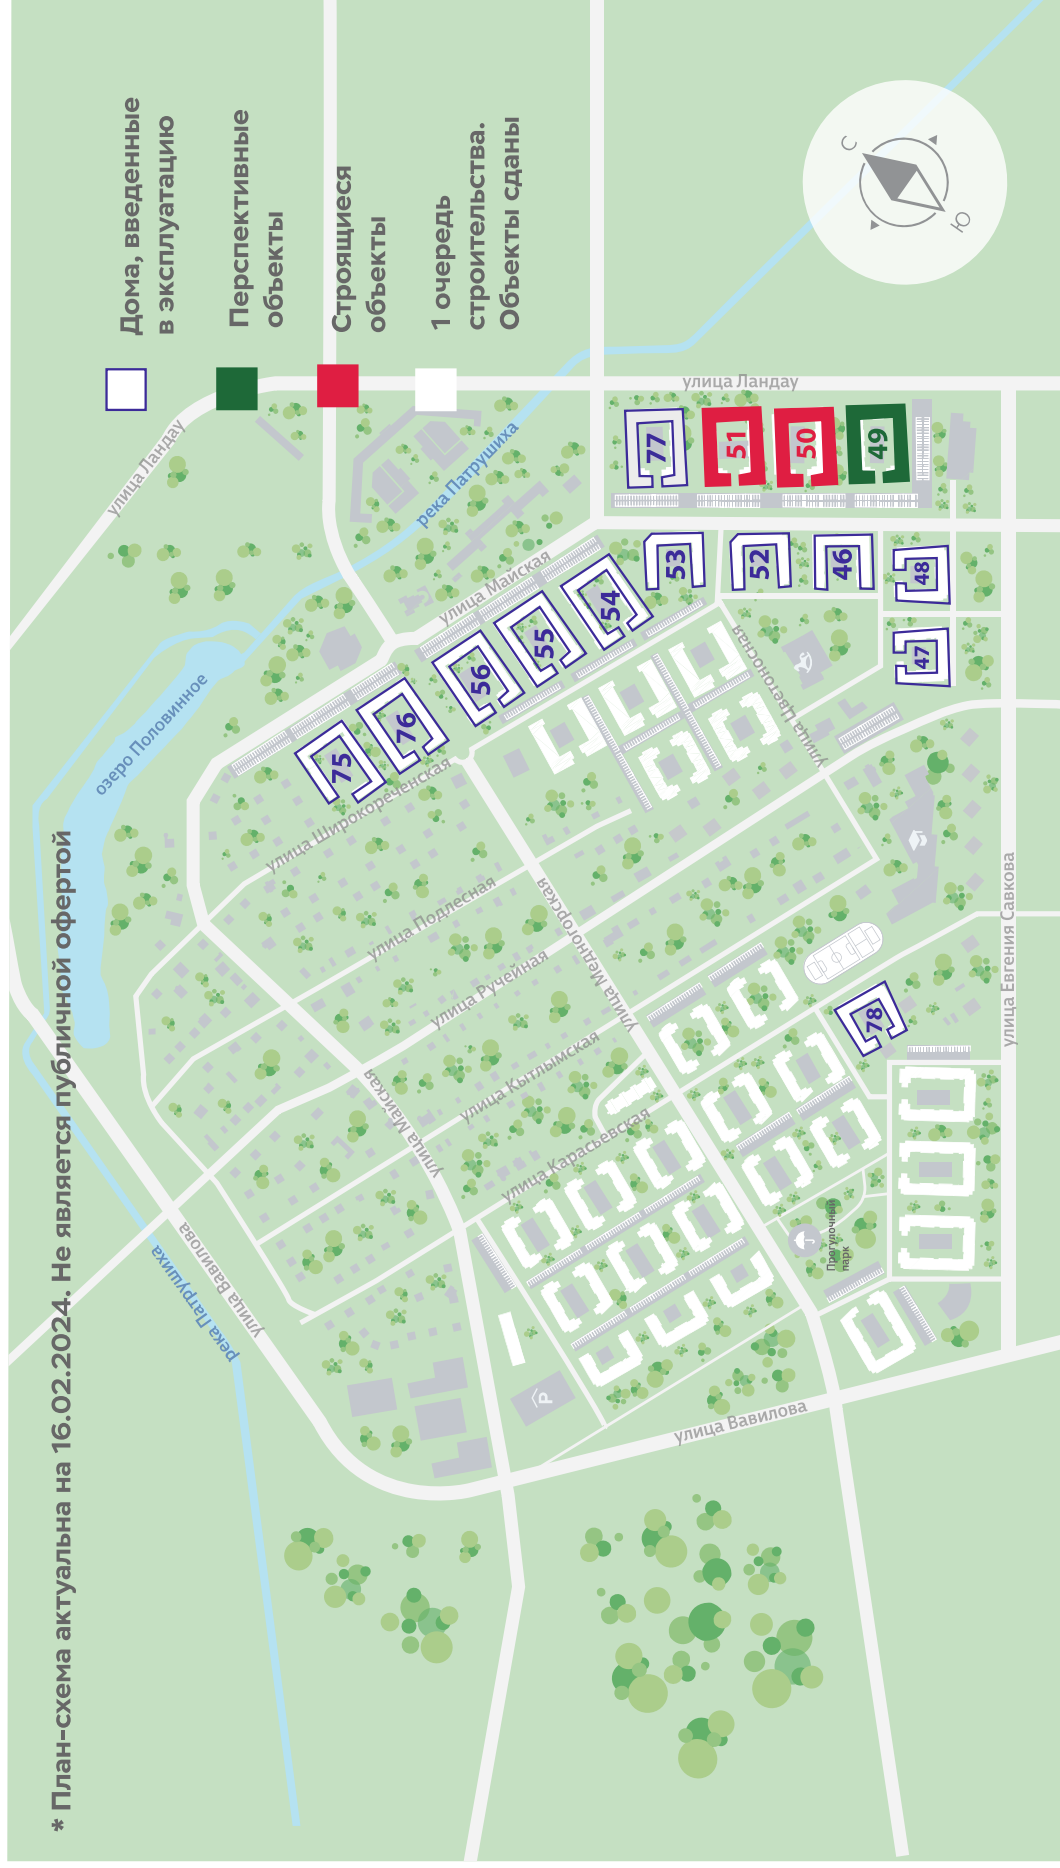 * План-схема актуальна на 16.02.2024. Не является публичной офертой
Дома, введенные
в эксплуатацию
Перспективные
объекты
Строящиеся
объекты
1 очередь
строительства.
Объекты сданы
С
Ю
улица Ландау
улица Ландау
река Патрушиха
озеро Половинное
улица Майская
77
51
50
49
53
52
46
48
47
54
55
56
76
75
78
улица Широкореченская
улица Цветоносная
улица Подлесная
улица Медногорская
улица Ручейная
улица Кытлымская
улица Майская
улица Карасьевская
улица Евгения Савкова
улица Вавилова
река Патрушиха
Прогулочный
парк
P
улица Вавилова